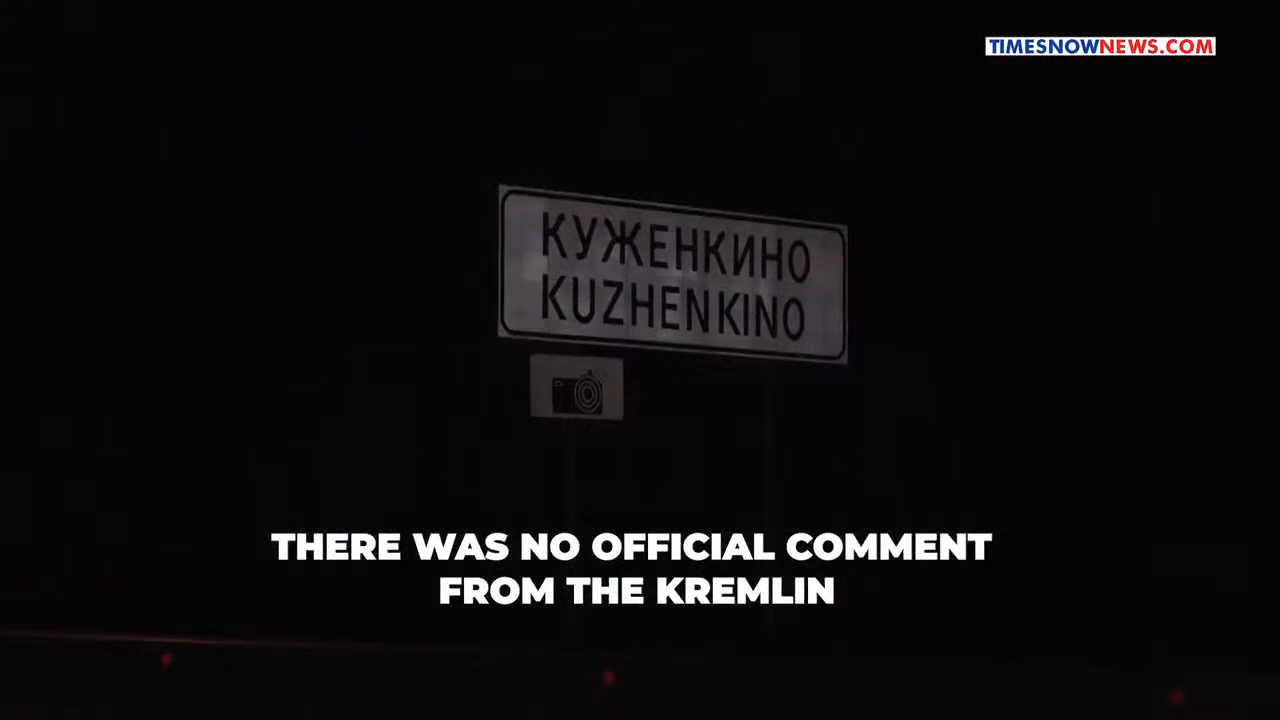 TIMESNOWNEWS.COM
КУЖЕНКИНО
KUZHENKINO
THERE WAS NO OFFICIAL COMMENT
FROM THE KREMLIN